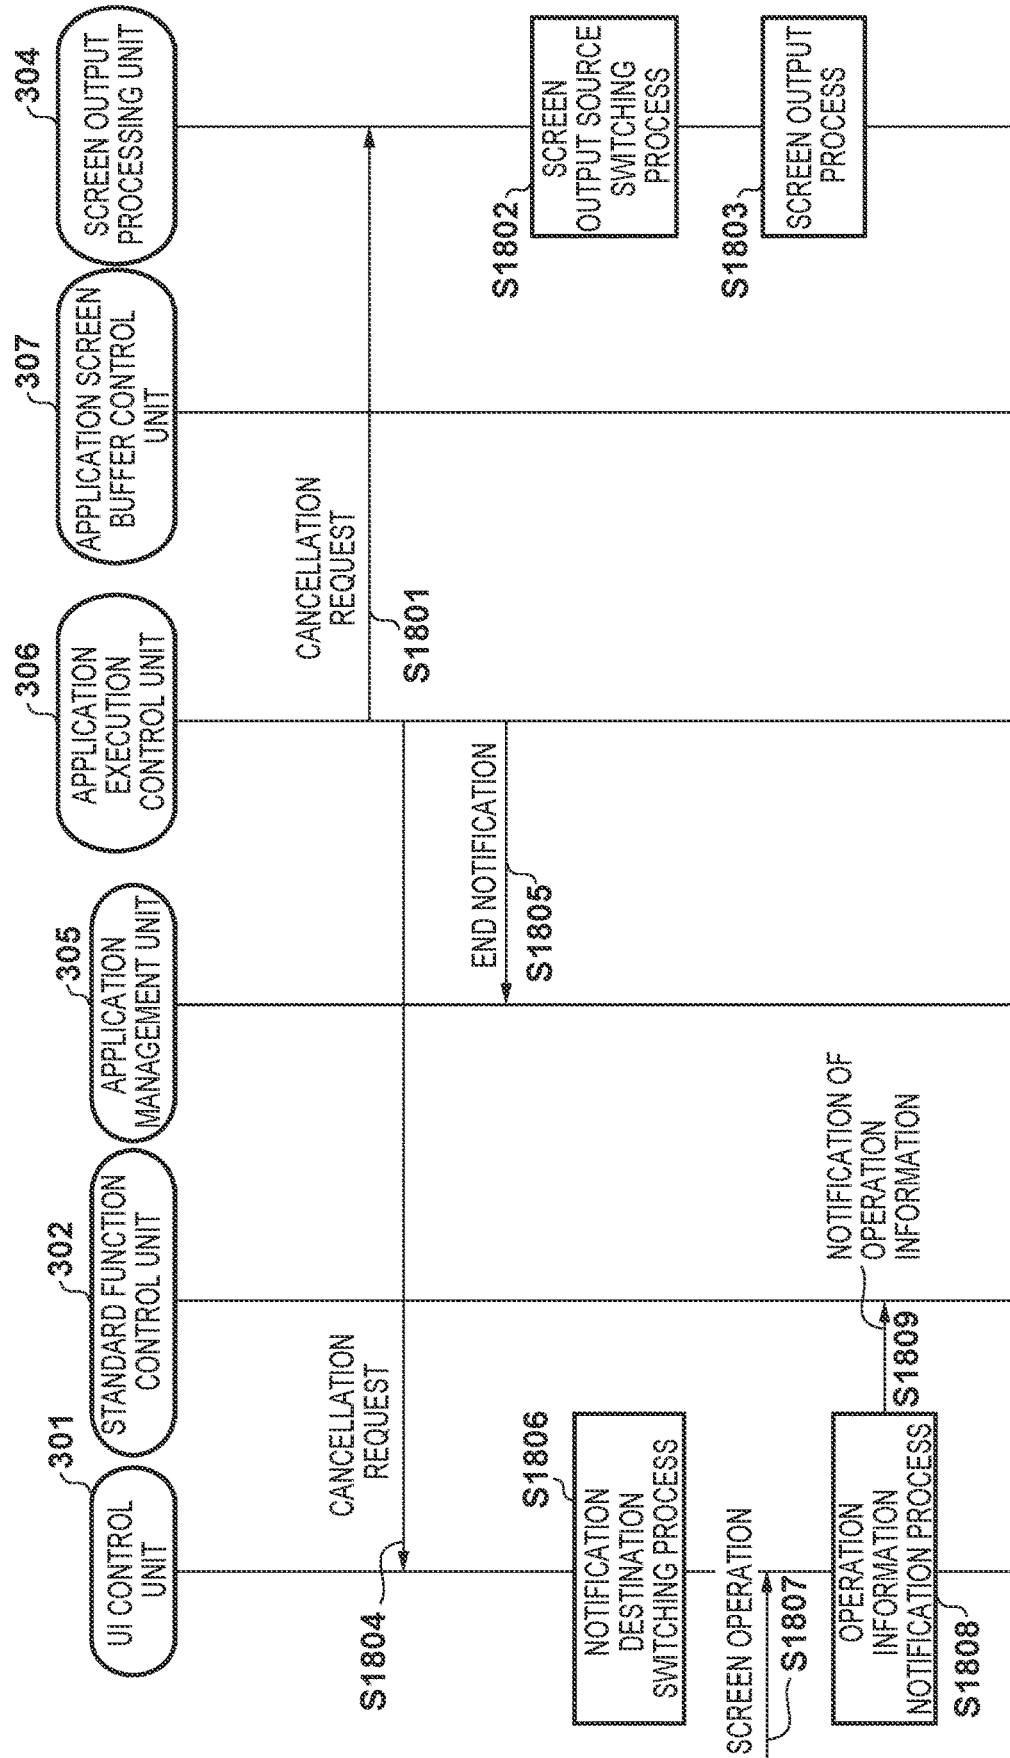 301
UI CONTROL
UNIT
302
STANDARD FUNCTION
CONTROL UNIT
305
APPLICATION
MANAGEMENT UNIT
306
APPLICATION
EXECUTION
CONTROL UNIT
307
APPLICATION SCREEN
BUFFER CONTROL
UNIT
304
SCREEN OUTPUT
PROCESSING UNIT
CANCELLATION
REQUEST
S1801
CANCELLATION
REQUEST
S1804
END NOTIFICATION
S1805
S1802
SCREEN
OUTPUT SOURCE
SWITCHING
PROCESS
S1806
NOTIFICATION
DESTINATION
SWITCHING PROCESS
SCREEN OPERATION
S1807
S1803
SCREEN OUTPUT
PROCESS
OPERATION
INFORMATION
NOTIFICATION PROCESS
S1808
S1809
NOTIFICATION OF
OPERATION
INFORMATION